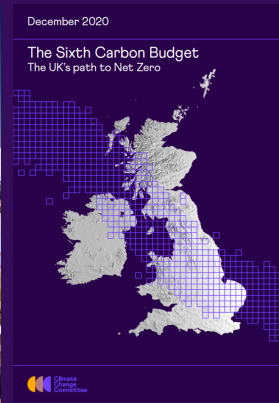 December 2020
The Sixth Carbon Budget
The UK's path to Net Zero
Climate
Change
Committee